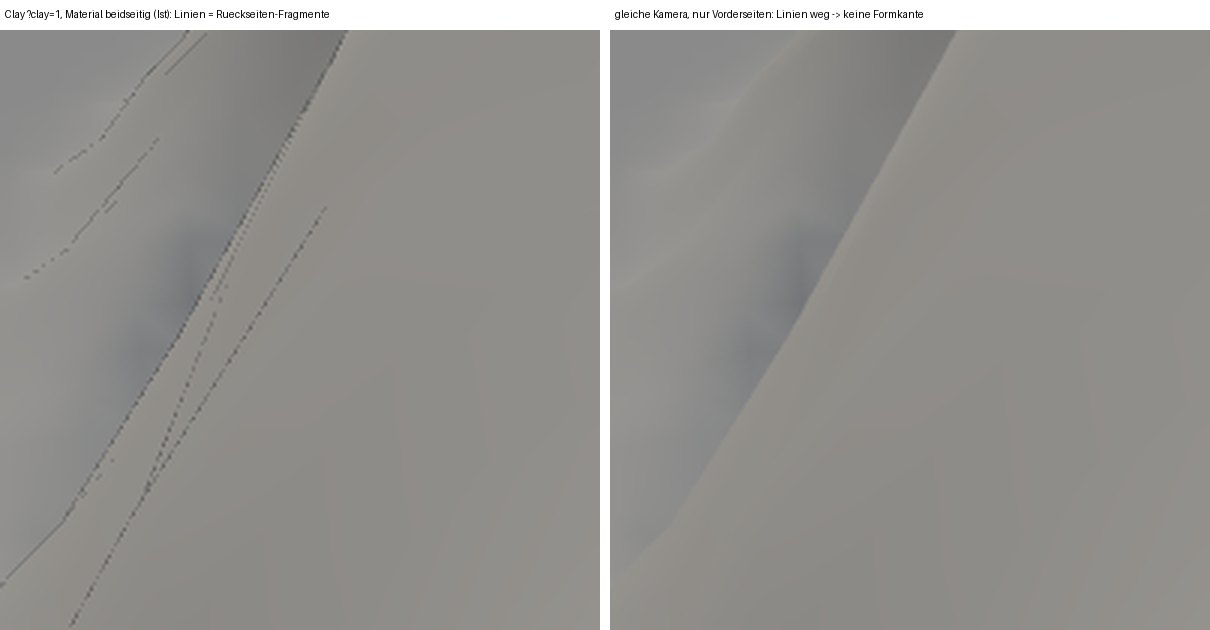 Clay ?clay=1, Material beidseitig (Ist): Linien = Rueckseiten-Fragmente
gleiche Kamera, nur Vorderseiten: Linien weg -> keine Formkante